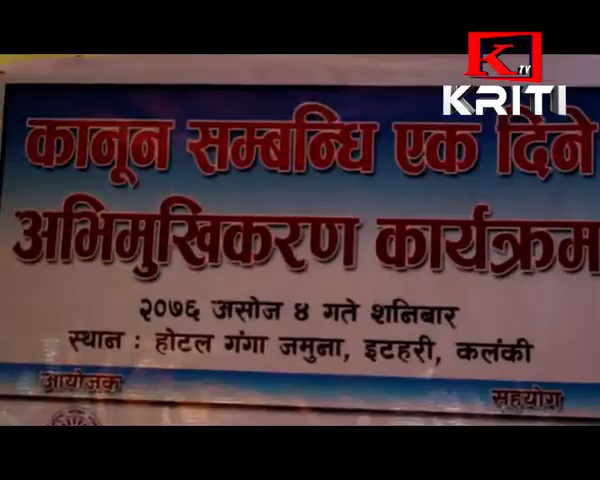 K TV
KRITI
कानून सम्बन्धि एक दिने
अभिमुखिकरण कार्यक्रम
२०७६ असोज ४ गते शनिबार
स्थान : होटल गंगा जमुना, इटहरी, कलंकी
आयोजक
सहयोग